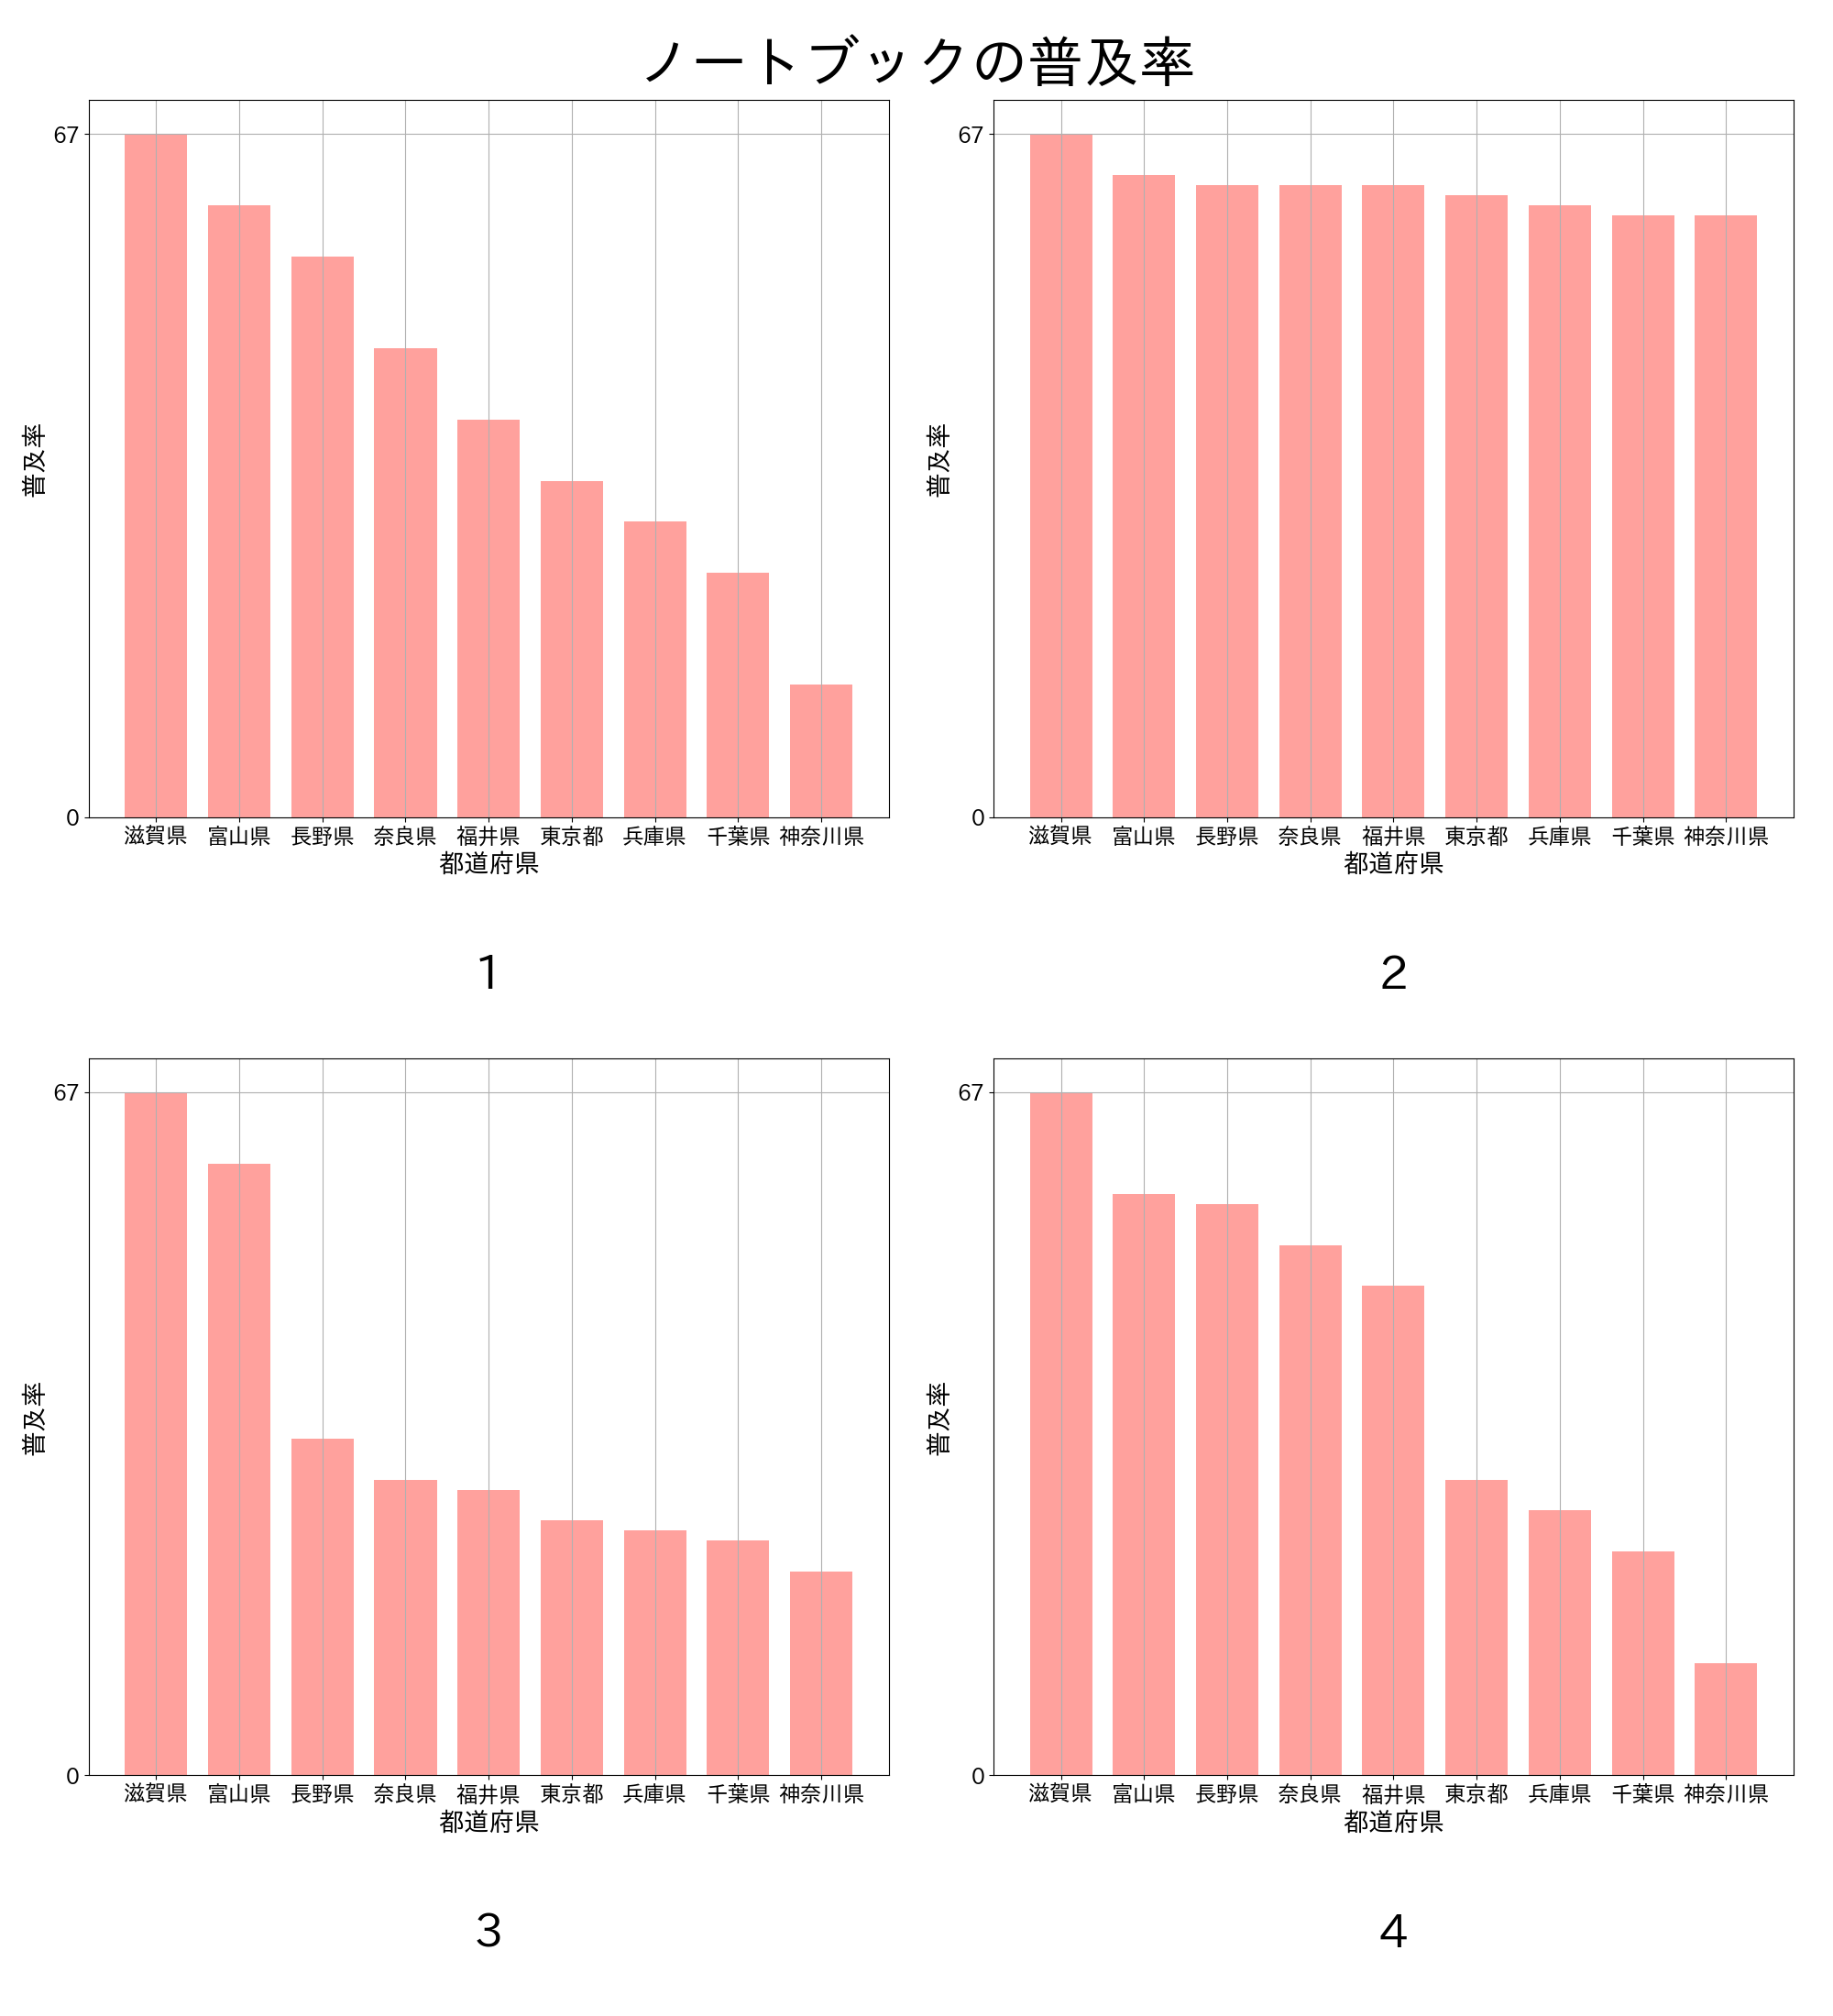 ノートブックの普及率
67
0
普及率
滋賀県 富山県 長野県 奈良県 福井県 東京都 兵庫県 千葉県 神奈川県
都道府県
1
67
0
普及率
滋賀県 富山県 長野県 奈良県 福井県 東京都 兵庫県 千葉県 神奈川県
都道府県
2
67
0
普及率
滋賀県 富山県 長野県 奈良県 福井県 東京都 兵庫県 千葉県 神奈川県
都道府県
3
67
0
普及率
滋賀県 富山県 長野県 奈良県 福井県 東京都 兵庫県 千葉県 神奈川県
都道府県
4